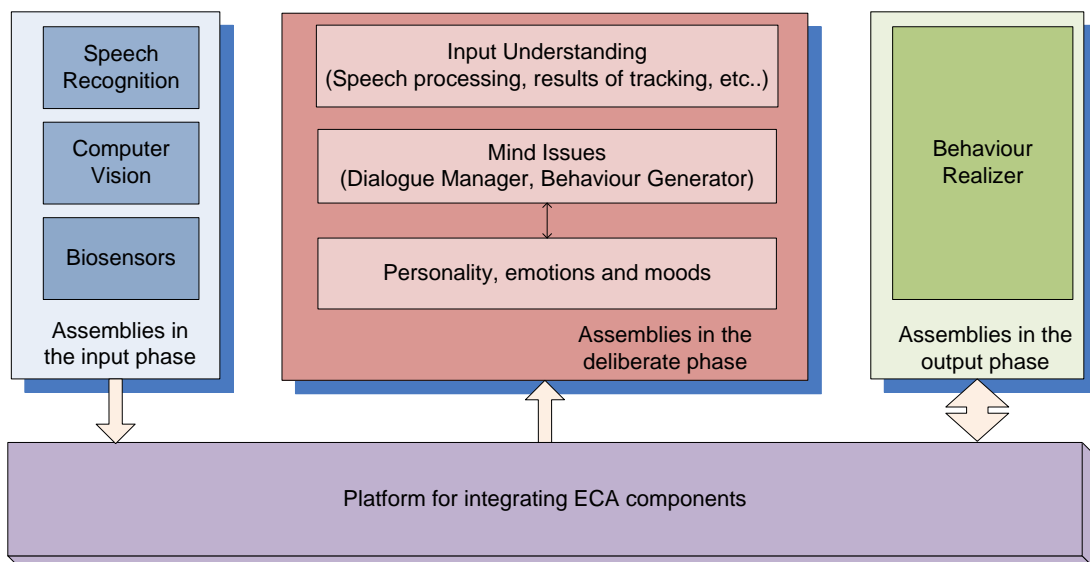 Speech
Recognition
Computer
Vision
Biosensors
Assemblies in
the input phase
Input Understanding
(Speech processing, results of tracking, etc..)
Mind Issues
(Dialogue Manager, Behaviour Generator)
Personality, emotions and moods
Assemblies in the
deliberate phase
Behaviour
Realizer
Assemblies in the
output phase
Platform for integrating ECA components